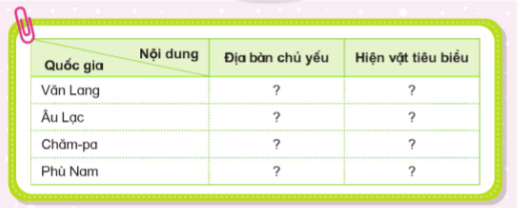 Nội dung
Quốc gia
Địa bàn chủ yếu
Hiện vật tiêu biểu
Văn Lang ? ?
Âu Lạc ? ?
Chăm-pa ? ?
Phù Nam ? ?